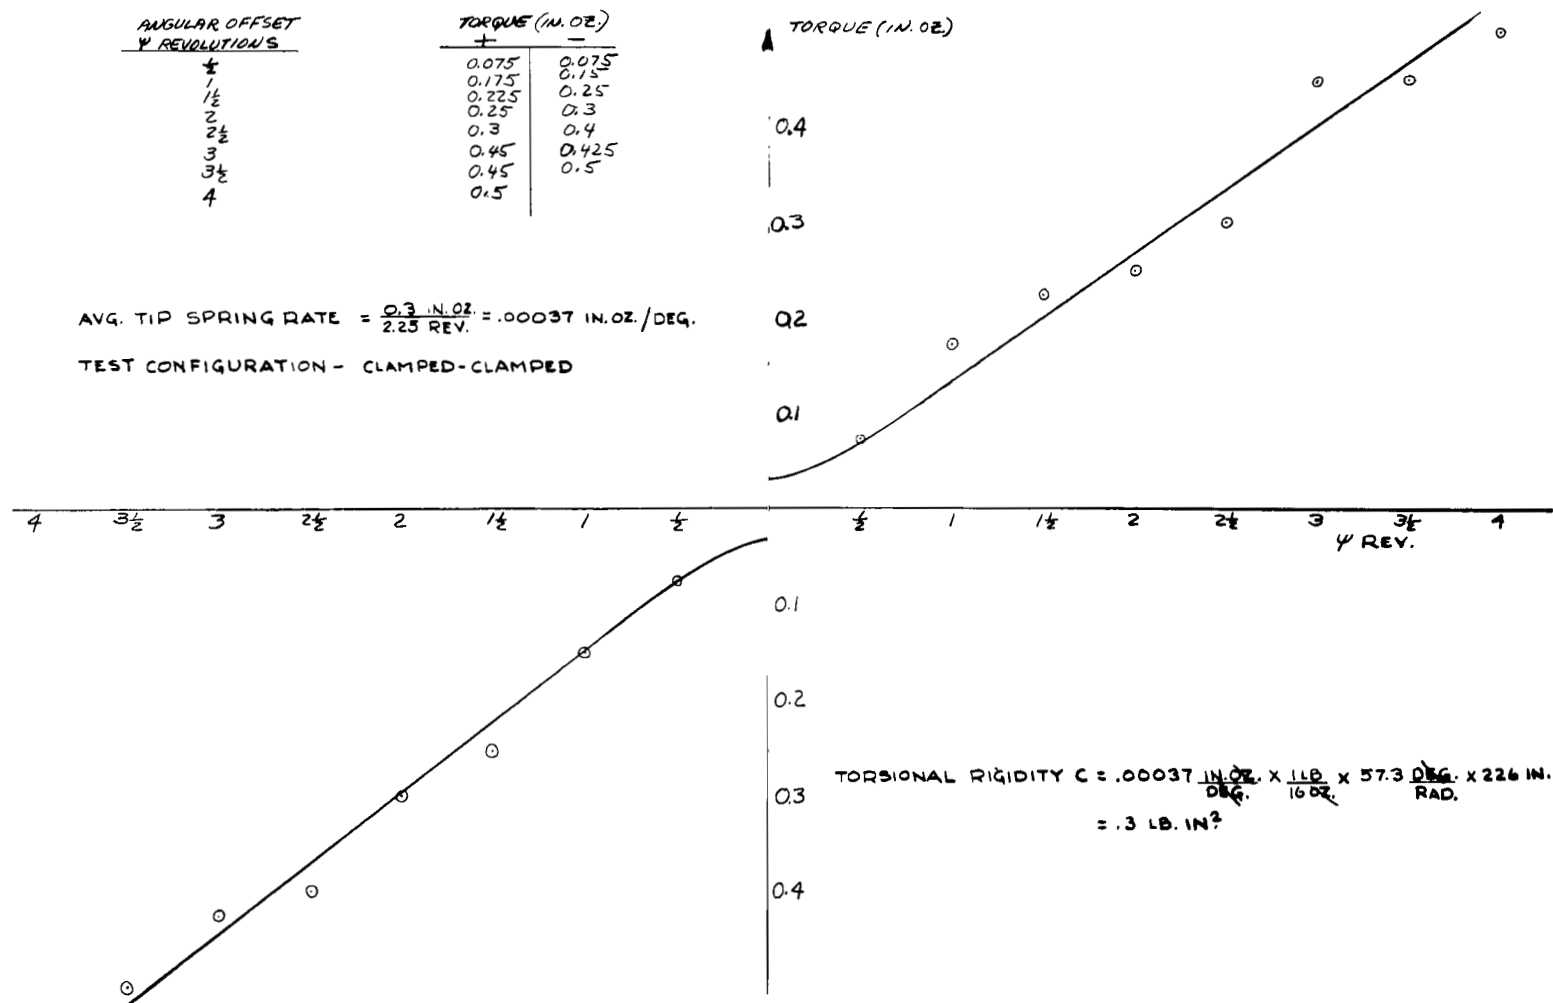 ANGULAR OFFSET TORQUE (IN. OZ.)
Ψ REVOLUTIONS + -
½ 0.075 0.075
1 0.175 0.15
1½ 0.225 0.25
2 0.25 0.3
2½ 0.3 0.4
3 0.45 0.425
3½ 0.45 0.5
4 0.5
AVG. TIP SPRING RATE = 0.3 IN.OZ. / 2.25 REV. = .00037 IN.OZ./DEG.
TEST CONFIGURATION - CLAMPED-CLAMPED
TORQUE (IN. OZ.)
0.4
0.3
0.2
0.1
4 3½ 3 2½ 2 1½ 1 ½ ½ 1 1½ 2 2½ 3 3½ 4
Ψ REV.
0.1
0.2
0.3
0.4
TORSIONAL RIGIDITY C = .00037 IN.OZ./DEG. × 1 LB/16 OZ. × 57.3 DEG./RAD. × 226 IN.
= .3 LB. IN²